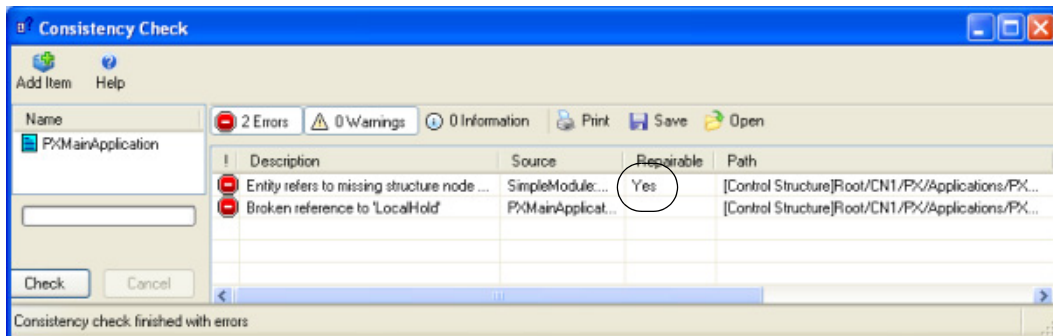 Consistency Check
Add Item Help
Name
PXMainApplication
2 Errors 0 Warnings 0 Information Print Save Open
! Description Source Repairable Path
Entity refers to missing structure node ... SimpleModule:... Yes [Control Structure]Root/CN1/PX/Applications/PX...
Broken reference to 'LocalHold' PXMainApplicat... [Control Structure]Root/CN1/PX/Applications/PX...
Check Cancel
Consistency check finished with errors